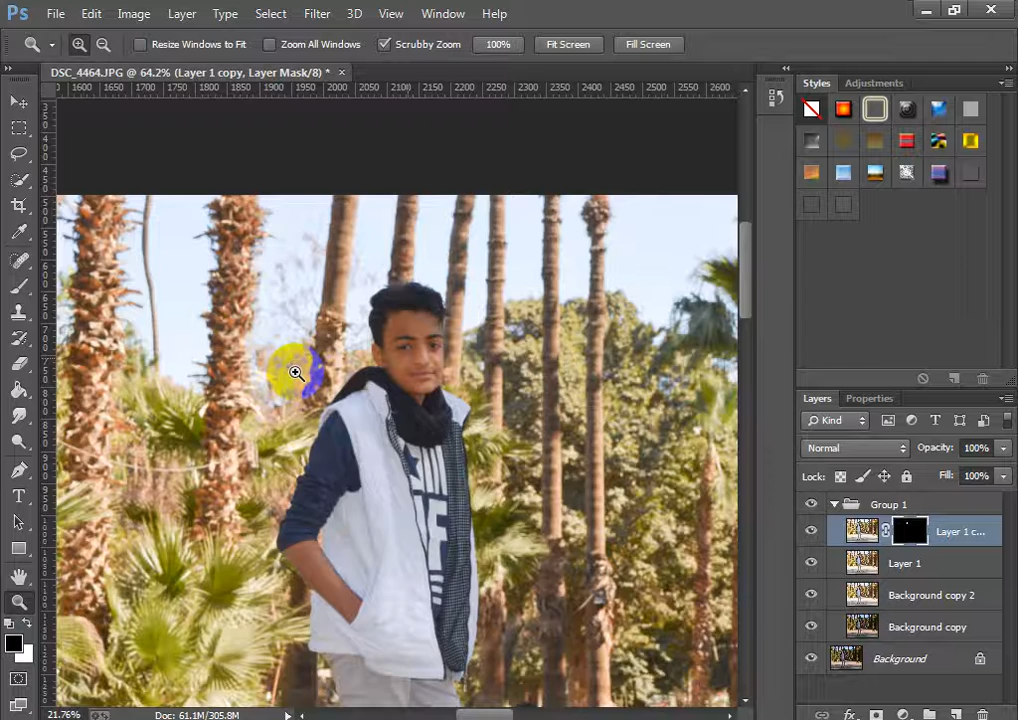 Ps File Edit Image Layer Type Select Filter 3D View Window Help
Resize Windows to Fit Zoom All Windows Scrubby Zoom 100% Fit Screen Fill Screen
DSC_4464.JPG @ 64.2% (Layer 1 copy, Layer Mask/8) * ×
1600 1650 1700 1750 1800 1850 1900 1950 2000 2050 2100 2150 2200 2250 2300 2350 2400 2450 2500 2550 2600
Styles Adjustments
Layers Properties
Kind
Normal Opacity: 100%
Lock: Fill: 100%
Group 1
Layer 1 c...
Layer 1
Background copy 2
Background copy
Background
21.76% Doc: 61.1M/305.8M